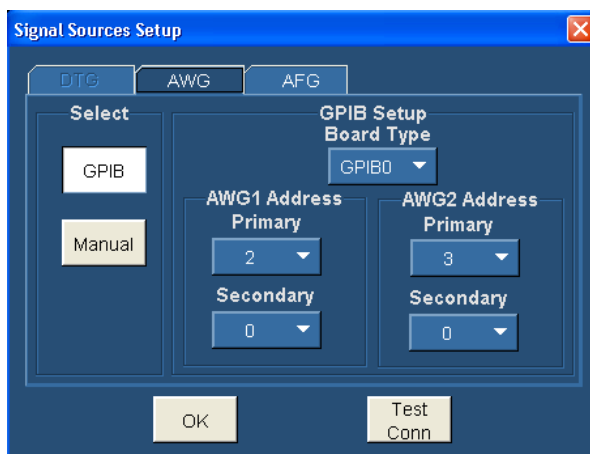 Signal Sources Setup
DTG AWG AFG
Select
GPIB
Manual
GPIB Setup
Board Type
GPIB0
AWG1 Address
Primary
2
Secondary
0
AWG2 Address
Primary
3
Secondary
0
OK
Test
Conn